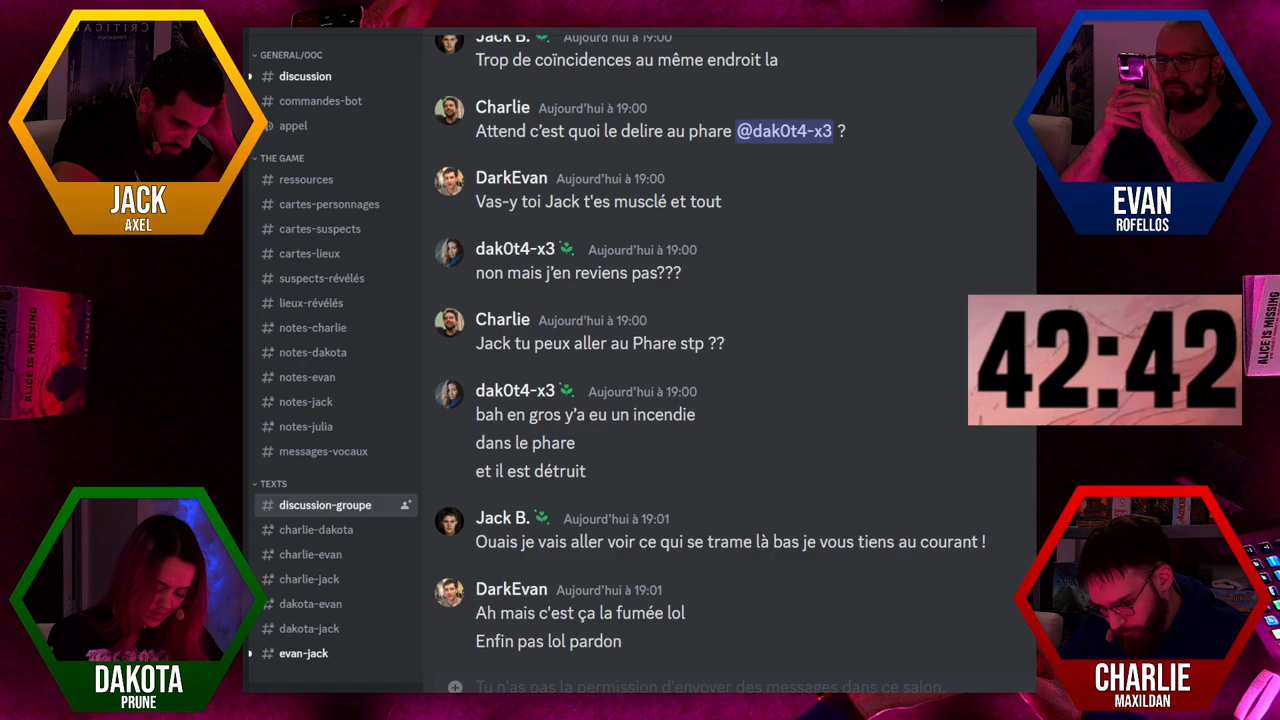 CRITICAL
FONDATION
JACK
AXEL
EVAN
ROFELLOS
ALICE IS MISSING
ALICE IS MISSING
42:42
DAKOTA
PRUNE
CHARLIE
MAXILDAN
GENERAL/OOC
discussion
commandes-bot
appel
THE GAME
ressources
cartes-personnages
cartes-suspects
cartes-lieux
suspects-révélés
lieux-révélés
notes-charlie
notes-dakota
notes-evan
notes-jack
notes-julia
messages-vocaux
TEXTS
discussion-groupe
charlie-dakota
charlie-evan
charlie-jack
dakota-evan
dakota-jack
evan-jack
Jack B. Aujourd'hui à 19:00
Trop de coïncidences au même endroit la
Charlie Aujourd'hui à 19:00
Attend c'est quoi le delire au phare @dak0t4-x3 ?
DarkEvan Aujourd'hui à 19:00
Vas-y toi Jack t'es musclé et tout
dak0t4-x3 Aujourd'hui à 19:00
non mais j'en reviens pas???
Charlie Aujourd'hui à 19:00
Jack tu peux aller au Phare stp ??
dak0t4-x3 Aujourd'hui à 19:00
bah en gros y'a eu un incendie
dans le phare
et il est détruit
Jack B. Aujourd'hui à 19:01
Ouais je vais aller voir ce qui se trame là bas je vous tiens au courant !
DarkEvan Aujourd'hui à 19:01
Ah mais c'est ça la fumée lol
Enfin pas lol pardon
Tu n'as pas la permission d'envoyer des messages dans ce salon.